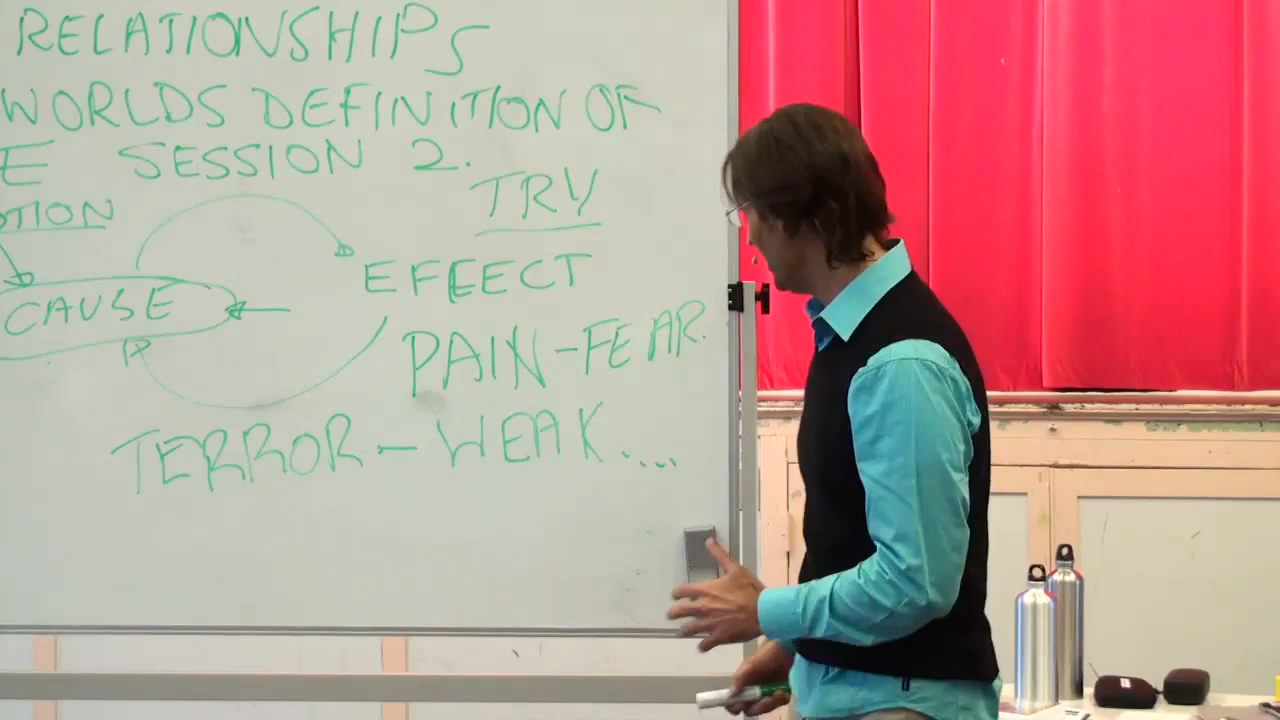 RELATIONSHIPS
WORLDS DEFINITION OF
E SESSION 2.
OTION TRY
CAUSE EFFECT
PAIN-FEAR.
TERROR-WEAK....